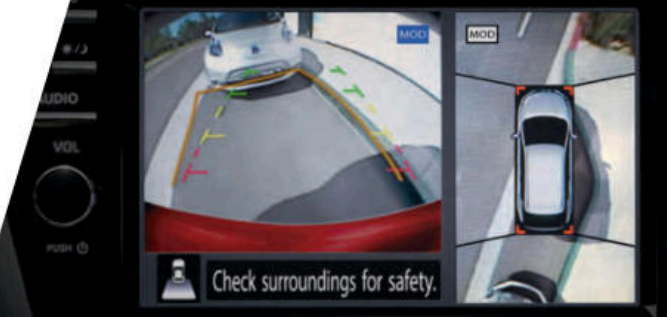 MOD
MOD
AUDIO
VOL
PUSH
Check surroundings for safety.